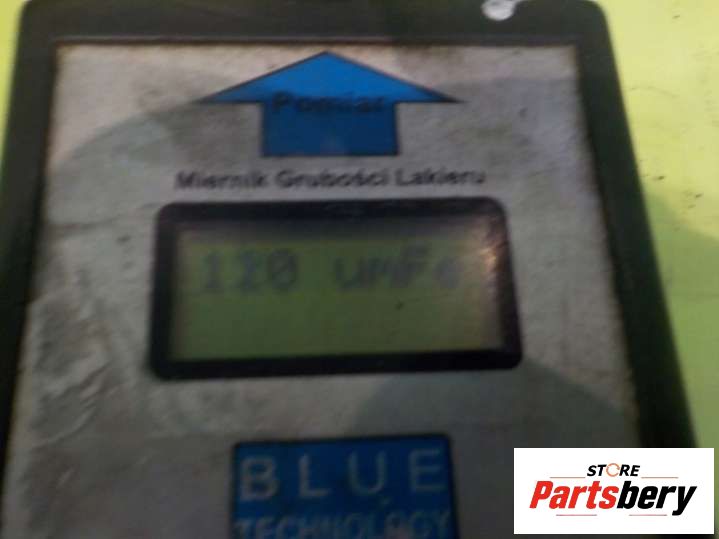 Pomiar
Miernik Grubości Lakieru
120 umFe
BLUE
TECHNOLOGY
STORE
Partsbery